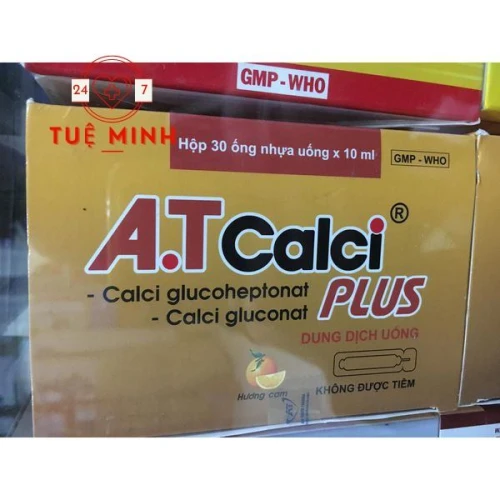 24 7
TUỆ MINH
GMP - WHO
Hộp 30 ống nhựa uống x 10 ml
GMP - WHO
A.T Calci ®
PLUS
- Calci glucoheptonat
- Calci gluconat
DUNG DỊCH UỐNG
Hương cam
KHÔNG ĐƯỢC TIÊM